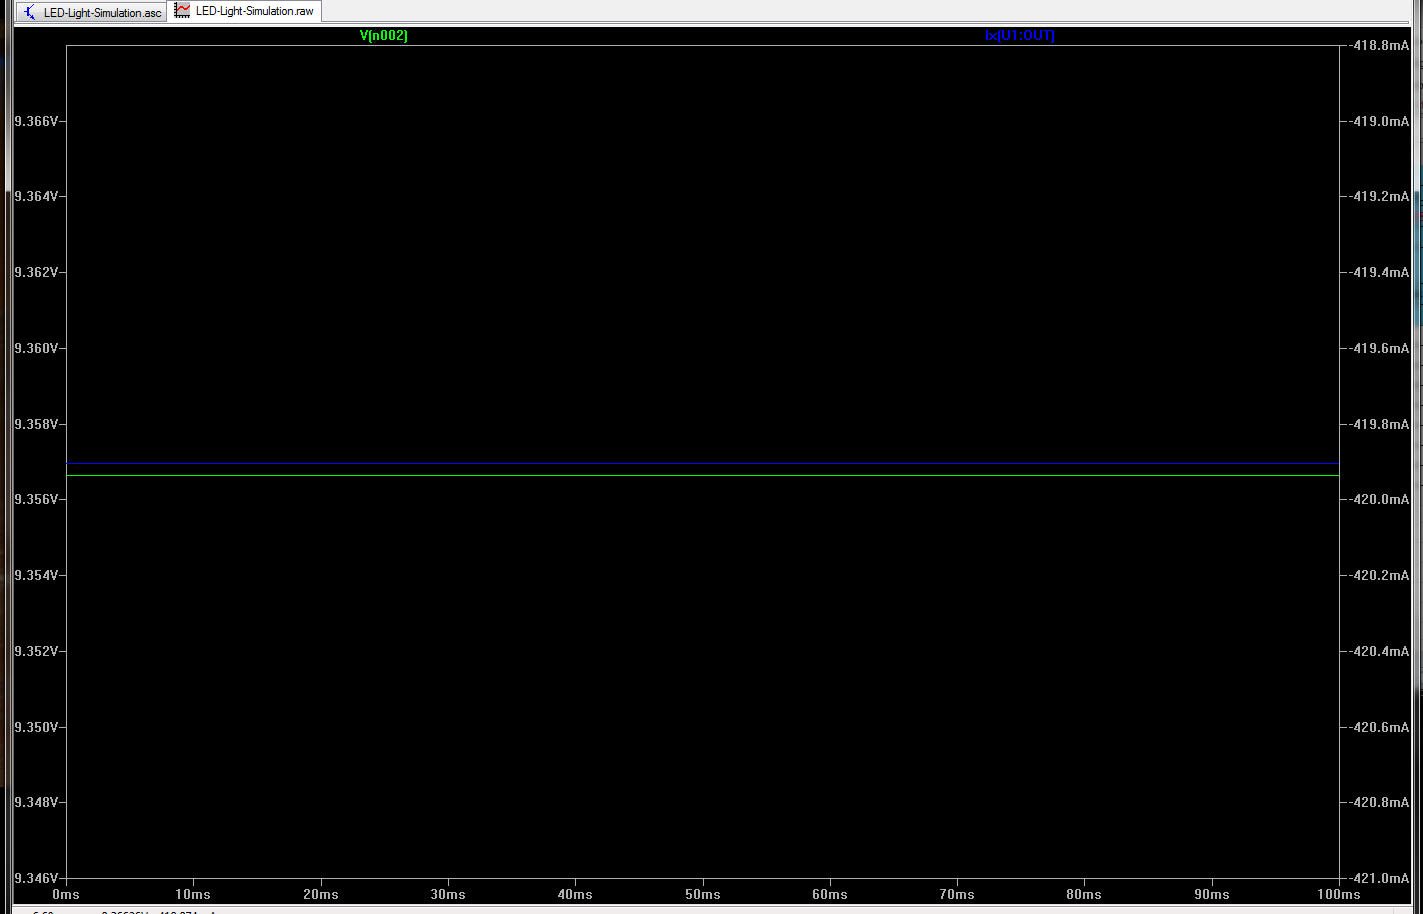 LED-Light-Simulation.asc LED-Light-Simulation.raw
V(n002) Ix(U1:OUT)
-418.8mA
9.366V -419.0mA
9.364V -419.2mA
9.362V -419.4mA
9.360V -419.6mA
9.358V -419.8mA
9.356V -420.0mA
9.354V -420.2mA
9.352V -420.4mA
9.350V -420.6mA
9.348V -420.8mA
9.346V -421.0mA
0ms 10ms 20ms 30ms 40ms 50ms 60ms 70ms 80ms 90ms 100ms